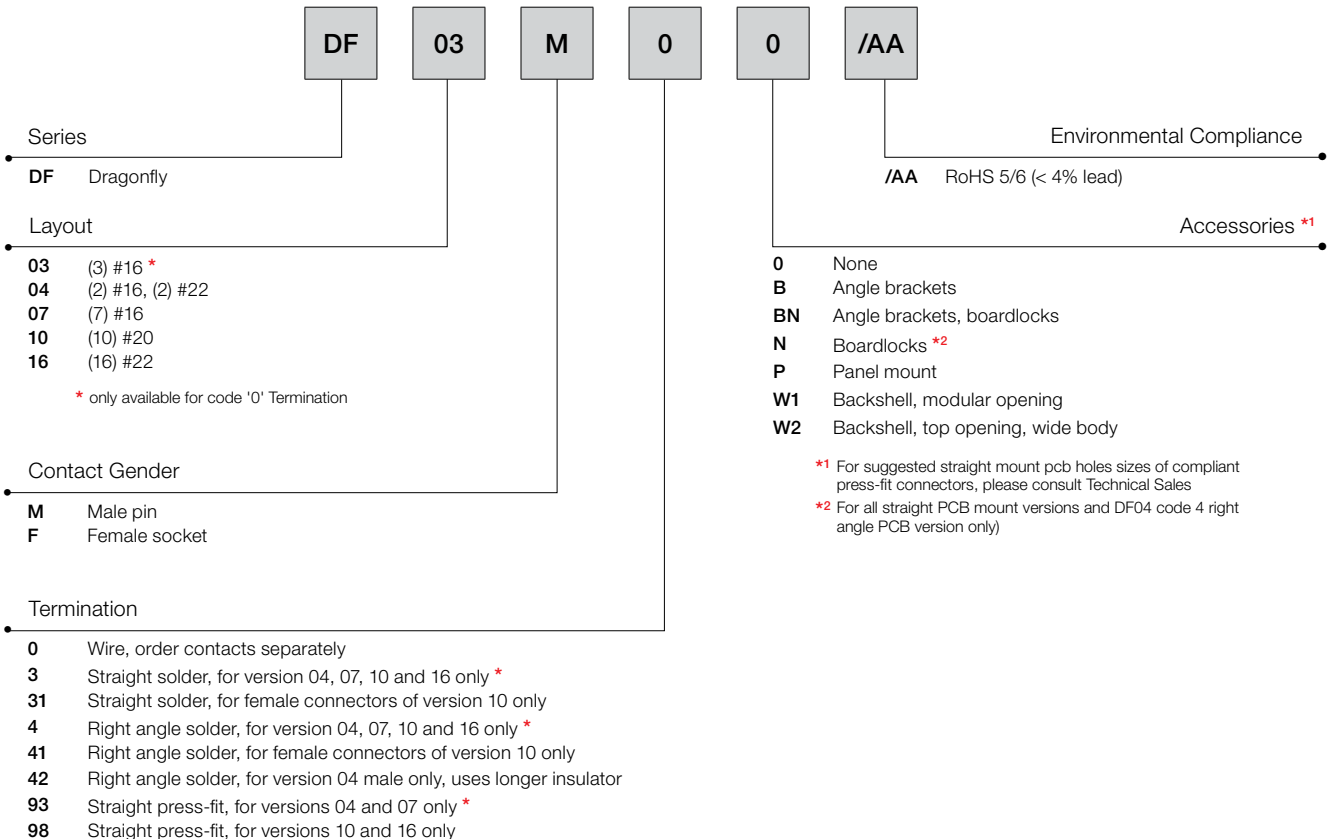 DF 03 M 0 0 /AA
Series
DF Dragonfly
Layout
03 (3) #16 *
04 (2) #16, (2) #22
07 (7) #16
10 (10) #20
16 (16) #22
* only available for code '0' Termination
Contact Gender
M Male pin
F Female socket
Termination
0 Wire, order contacts separately
3 Straight solder, for version 04, 07, 10 and 16 only *
31 Straight solder, for female connectors of version 10 only
4 Right angle solder, for version 04, 07, 10 and 16 only *
41 Right angle solder, for female connectors of version 10 only
42 Right angle solder, for version 04 male only, uses longer insulator
93 Straight press-fit, for versions 04 and 07 only *
98 Straight press-fit, for versions 10 and 16 only
Environmental Compliance
/AA RoHS 5/6 (< 4% lead)
Accessories *1
0 None
B Angle brackets
BN Angle brackets, boardlocks
N Boardlocks *2
P Panel mount
W1 Backshell, modular opening
W2 Backshell, top opening, wide body
*1 For suggested straight mount pcb holes sizes of compliant
press-fit connectors, please consult Technical Sales
*2 For all straight PCB mount versions and DF04 code 4 right
angle PCB version only)